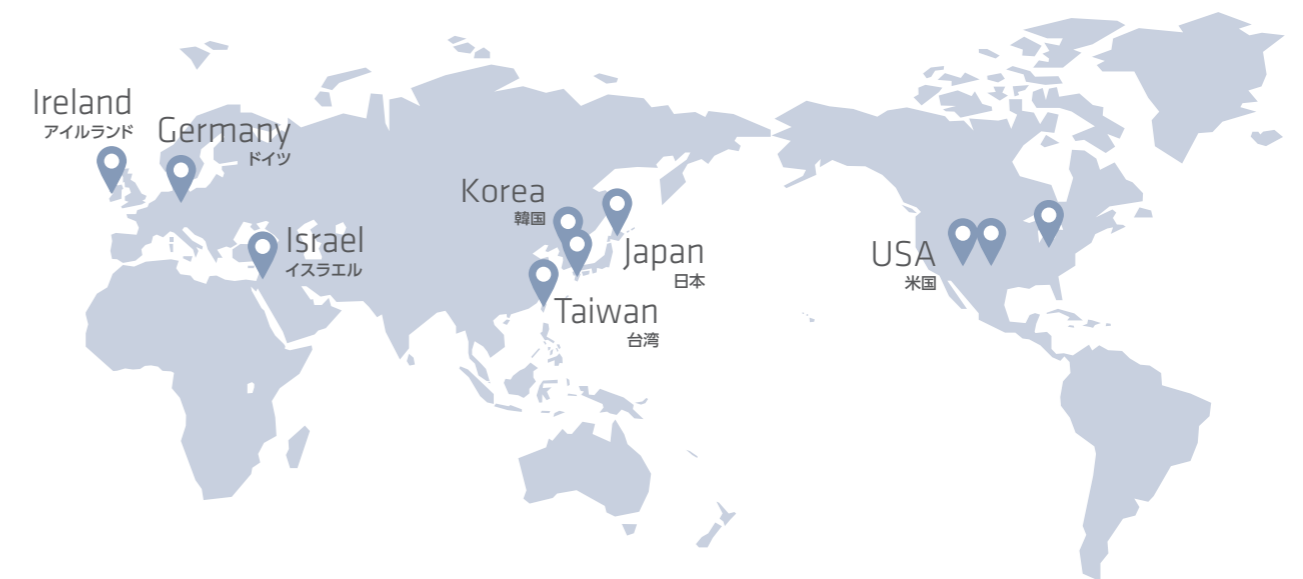 Ireland
アイルランド
Germany
ドイツ
Israel
イスラエル
Korea
韓国
Japan
日本
Taiwan
台湾
USA
米国